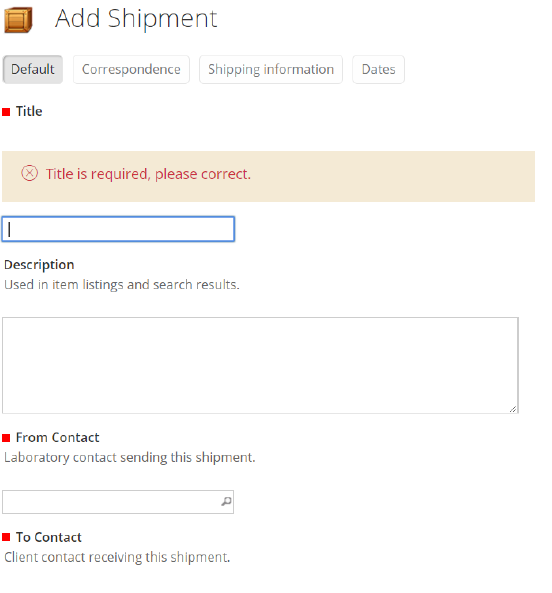 Add Shipment
Default Correspondence Shipping information Dates
Title
Title is required, please correct.
Description
Used in item listings and search results.
From Contact
Laboratory contact sending this shipment.
To Contact
Client contact receiving this shipment.